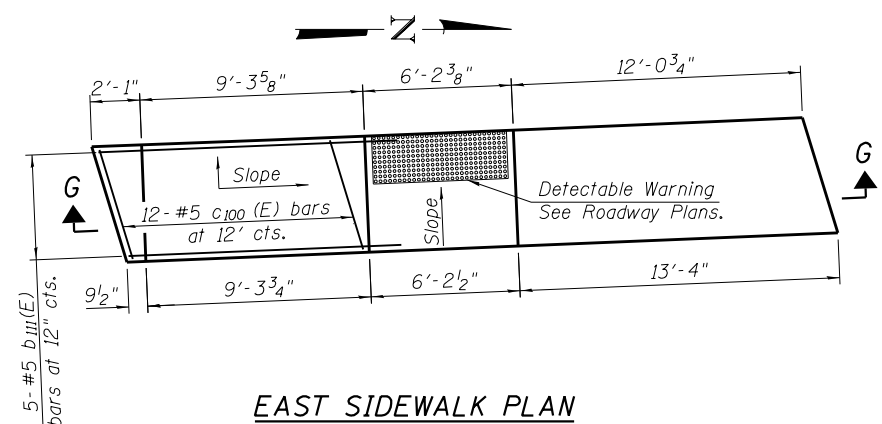 N
2'-1"
9'-3⅝"
6'-2⅜"
12'-0¾"
G
Slope
12-#5 c100 (E) bars
at 12' cts.
Slope
Detectable Warning
See Roadway Plans.
G
9½"
9'-3¾"
6'-2½"
13'-4"
5-#5 b111(E)
bars at 12" cts.
EAST SIDEWALK PLAN